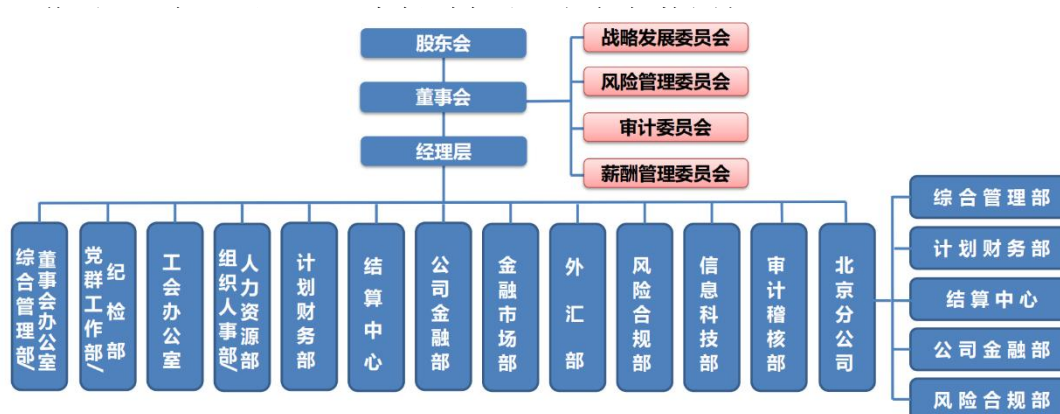 股东会
董事会
经理层
战略发展委员会
风险管理委员会
审计委员会
薪酬管理委员会
综合管理部/
董事会办公室
党群工作部/
纪检部
工会办公室
组织人事部/
人力资源部
计划财务部
结算中心
公司金融部
金融市场部
外汇部
风险合规部
信息科技部
审计稽核部
北京分公司
综合管理部
计划财务部
结算中心
公司金融部
风险合规部